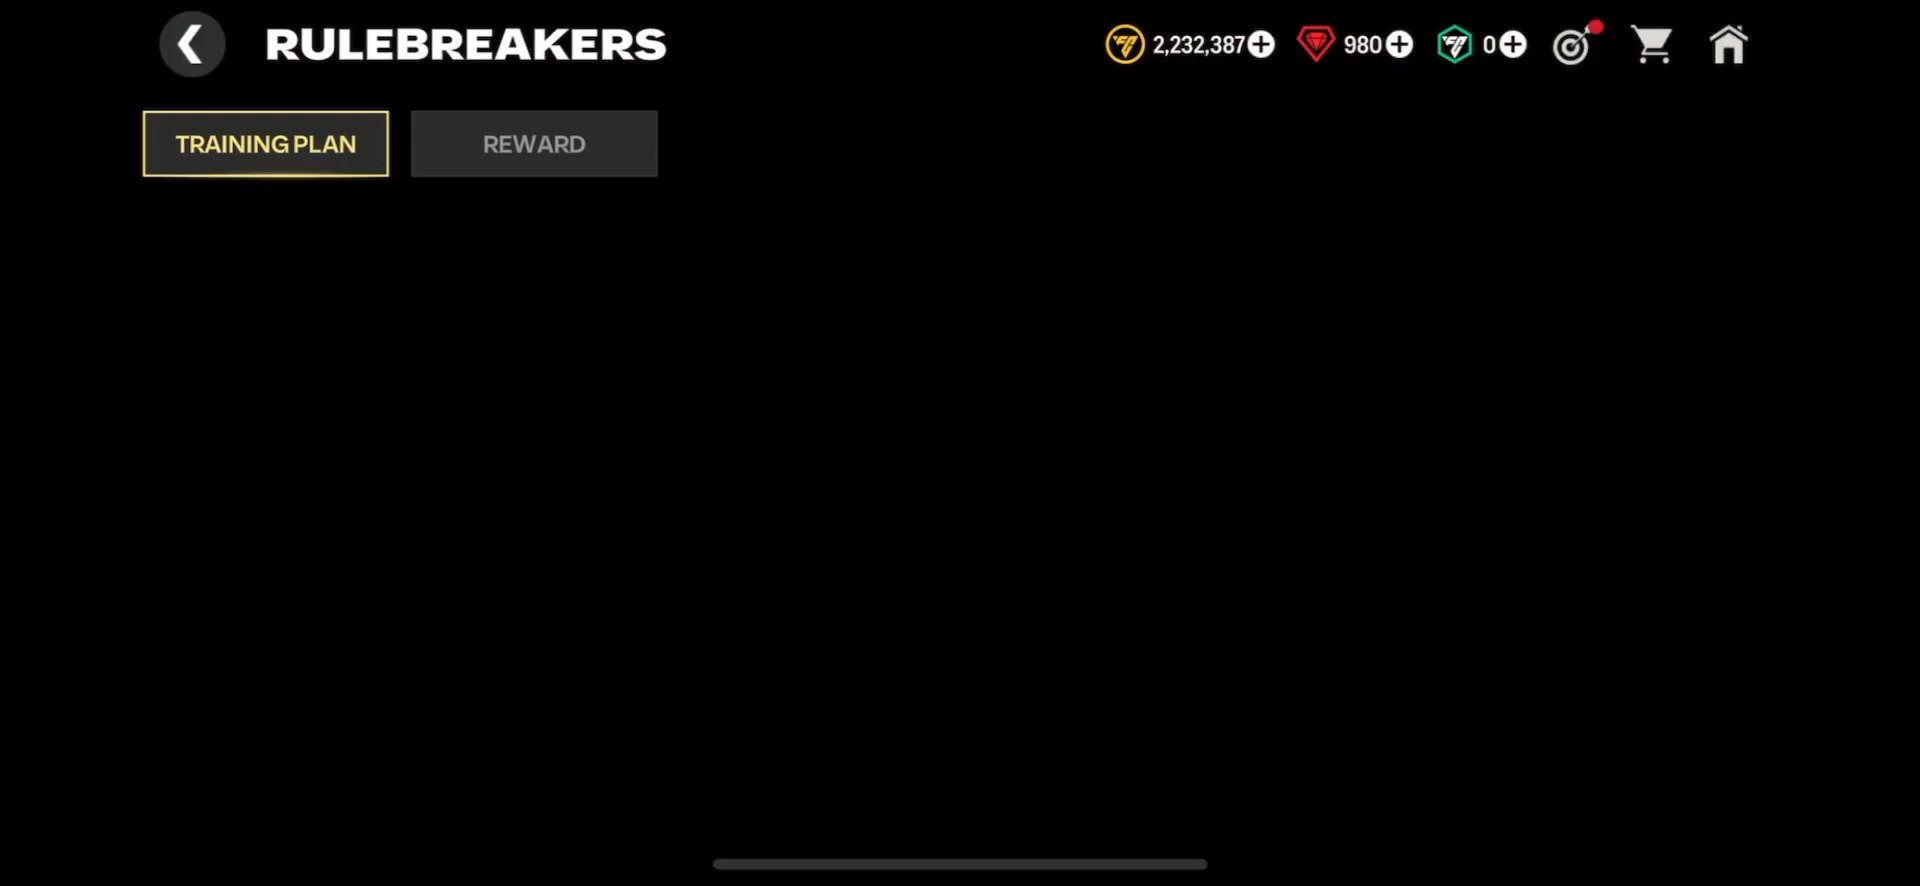 RULEBREAKERS
2,232,387
980
0
TRAINING PLAN
REWARD